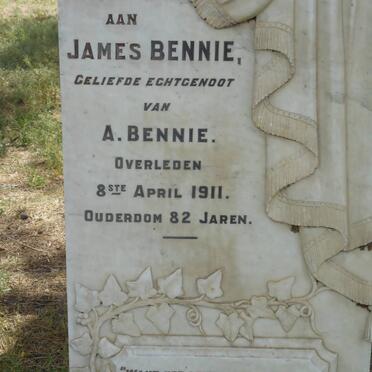 AAN
JAMES BENNIE,
GELIEFDE ECHTGENOOT
VAN
A. BENNIE.
OVERLEDEN
8STE APRIL 1911.
OUDERDOM 82 JAREN.